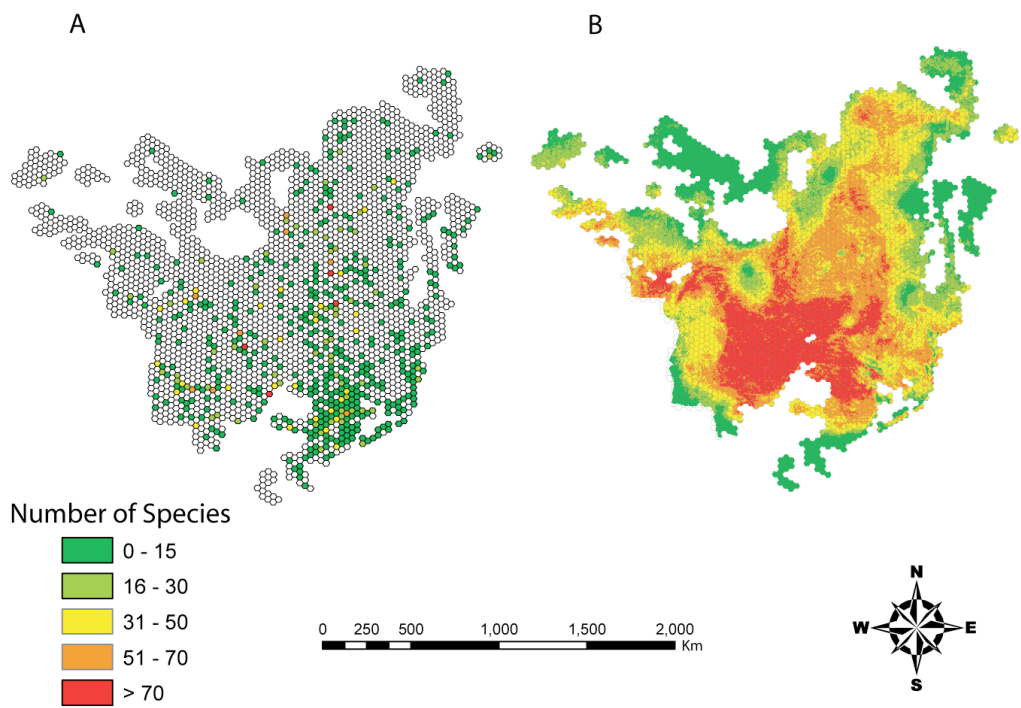 A
B
Number of Species
0 - 15
16 - 30
31 - 50
51 - 70
> 70
0 250 500 1,000 1,500 2,000
Km
N
W E
S